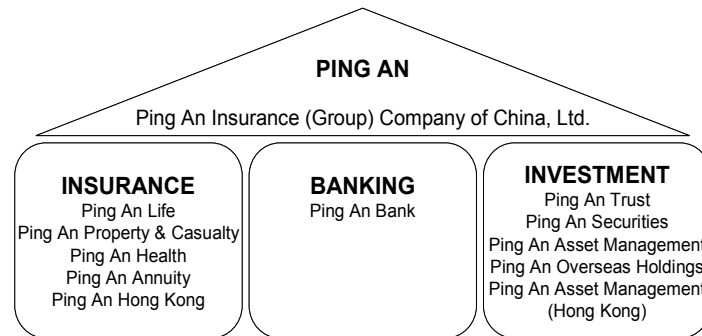 PING AN
Ping An Insurance (Group) Company of China, Ltd.
INSURANCE
Ping An Life
Ping An Property & Casualty
Ping An Health
Ping An Annuity
Ping An Hong Kong
BANKING
Ping An Bank
INVESTMENT
Ping An Trust
Ping An Securities
Ping An Asset Management
Ping An Overseas Holdings
Ping An Asset Management
(Hong Kong)